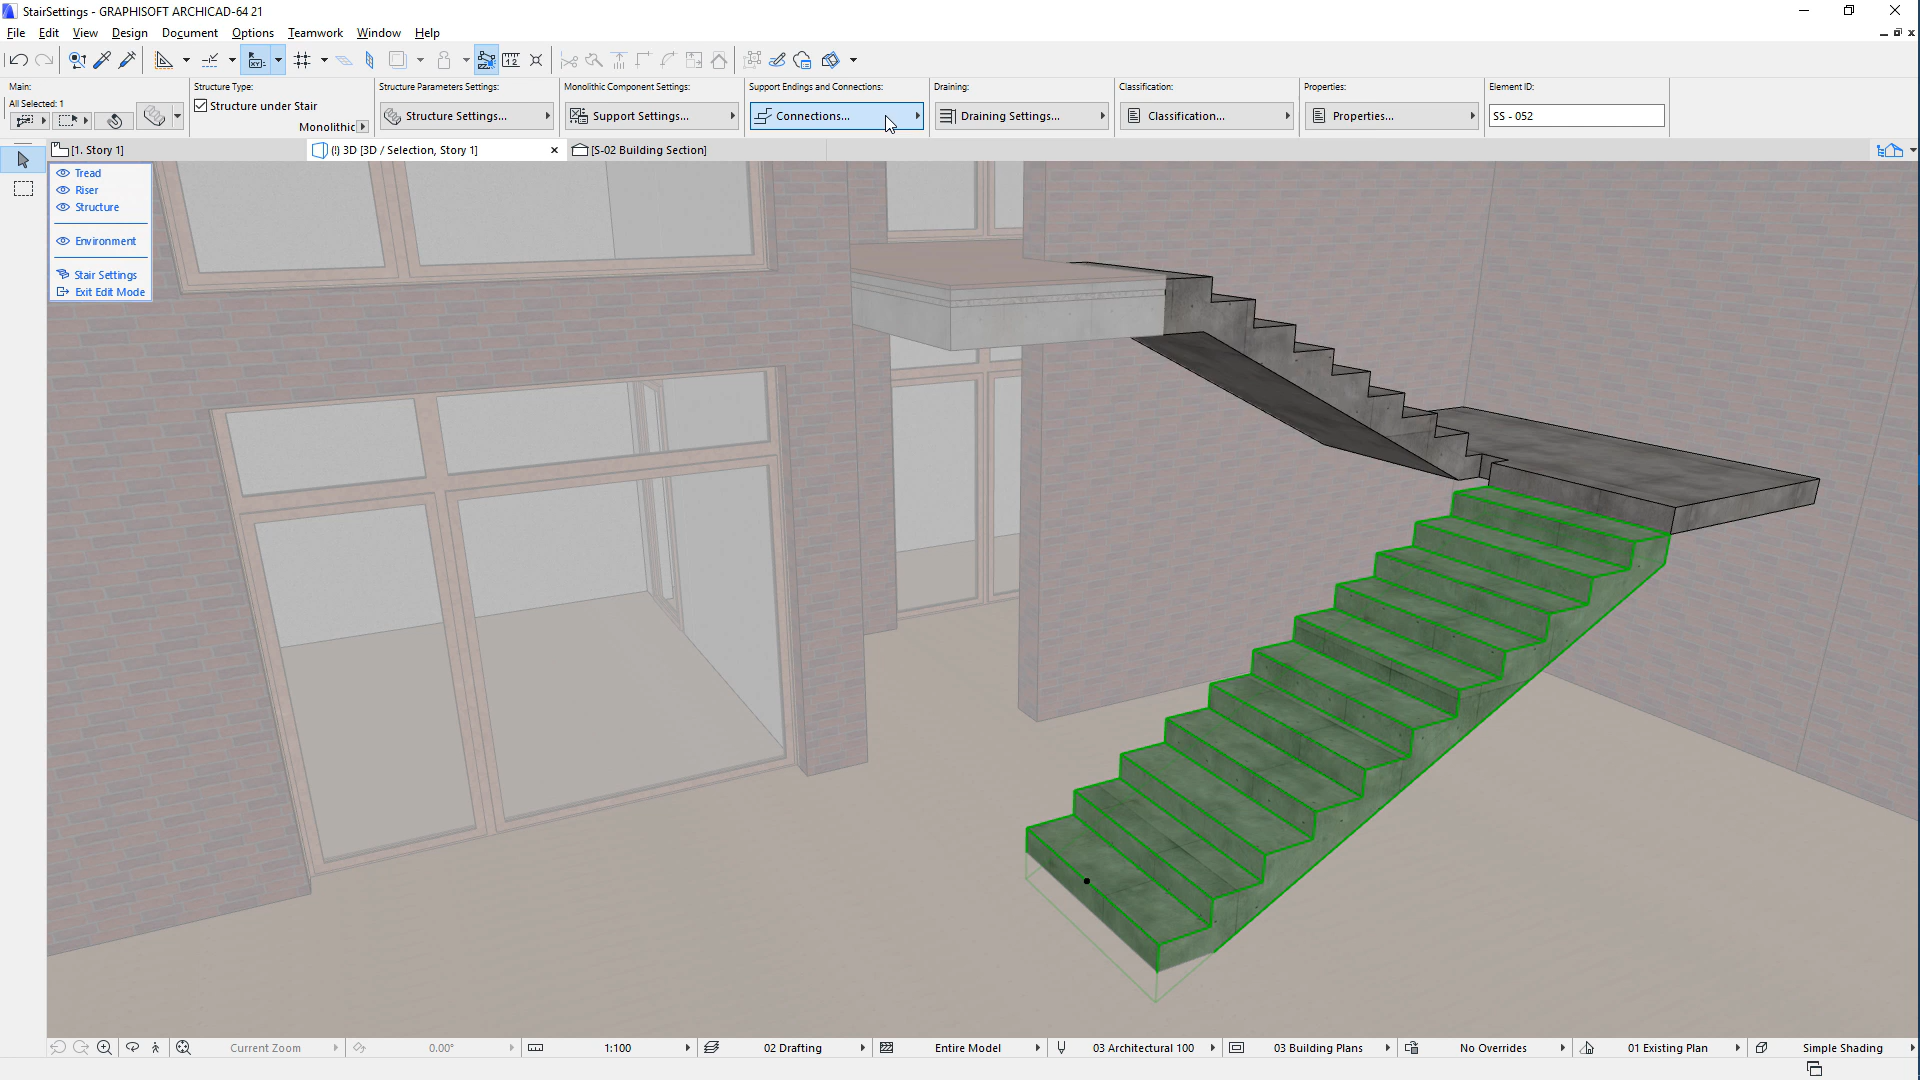 StairSettings - GRAPHISOFT ARCHICAD-64 21
File Edit View Design Document Options Teamwork Window Help
Main: Structure Type: Structure Parameters Settings: Monolithic Component Settings: Support Endings and Connections: Draining: Classification: Properties: Element ID:
All Selected: 1 Structure under Stair Structure Settings... Support Settings... Connections... Draining Settings... Classification... Properties... SS - 052
Monolithic
[1. Story 1] (!) 3D [3D / Selection, Story 1] [S-02 Building Section]
Tread
Riser
Structure
Environment
Stair Settings
Exit Edit Mode
Current Zoom 0.00° 1:100 02 Drafting Entire Model 03 Architectural 100 03 Building Plans No Overrides 01 Existing Plan Simple Shading